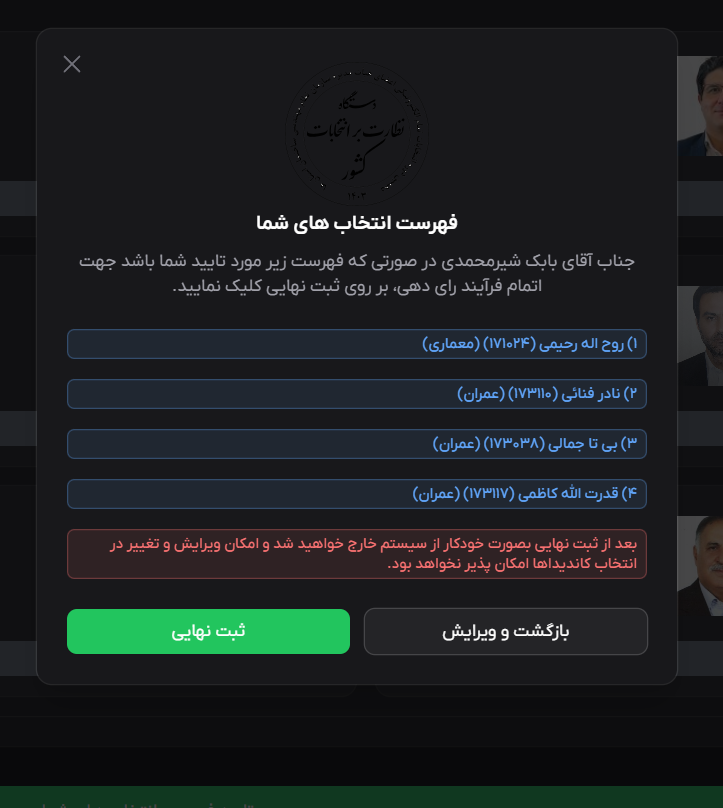 دستگاه
نظارت بر انتخابات
کشور
۱۴۰۳
فهرست انتخاب های شما
جناب آقای بابک شیرمحمدی در صورتی که فهرست زیر مورد تایید شما باشد جهت
اتمام فرآیند رای دهی، بر روی ثبت نهایی کلیک نمایید.
۱) روح اله رحیمی (۱۷۱۰۲۴) (معماری)
۲) نادر فنائی (۱۷۳۱۱۰) (عمران)
۳) بی تا جمالی (۱۷۳۰۳۸) (عمران)
۴) قدرت الله کاظمی (۱۷۳۱۱۷) (عمران)
بعد از ثبت نهایی بصورت خودکار از سیستم خارج خواهید شد و امکان ویرایش و تغییر در
انتخاب کاندیداها امکان پذیر نخواهد بود.
بازگشت و ویرایش
ثبت نهایی